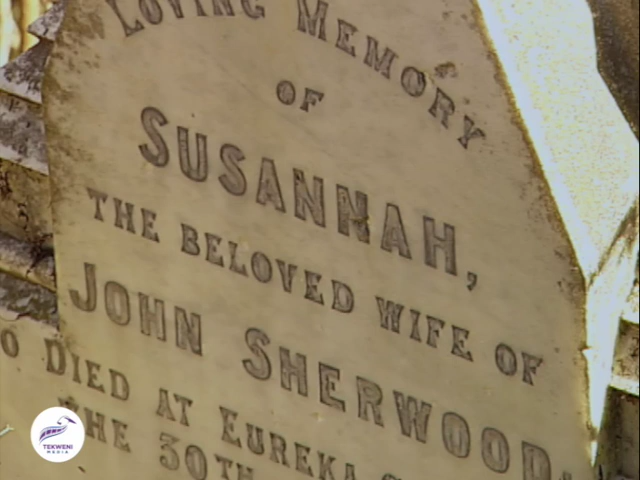 LOVING MEMORY
OF
SUSANNAH,
THE BELOVED WIFE OF
JOHN SHERWOOD,
O DIED AT EUREKA
THE 30TH
TEKWENI
MEDIA